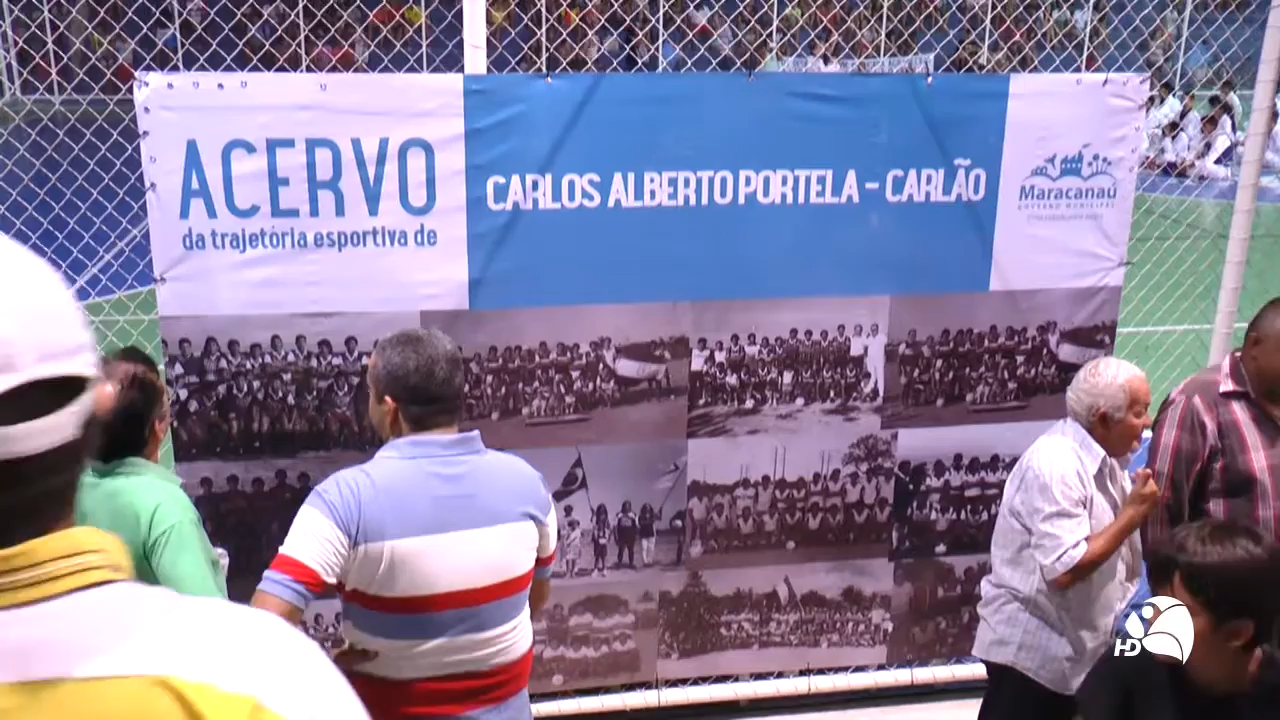 ACERVO
da trajetória esportiva de
CARLOS ALBERTO PORTELA - CARLÃO
Maracanaú
GOVERNO MUNICIPAL
HD